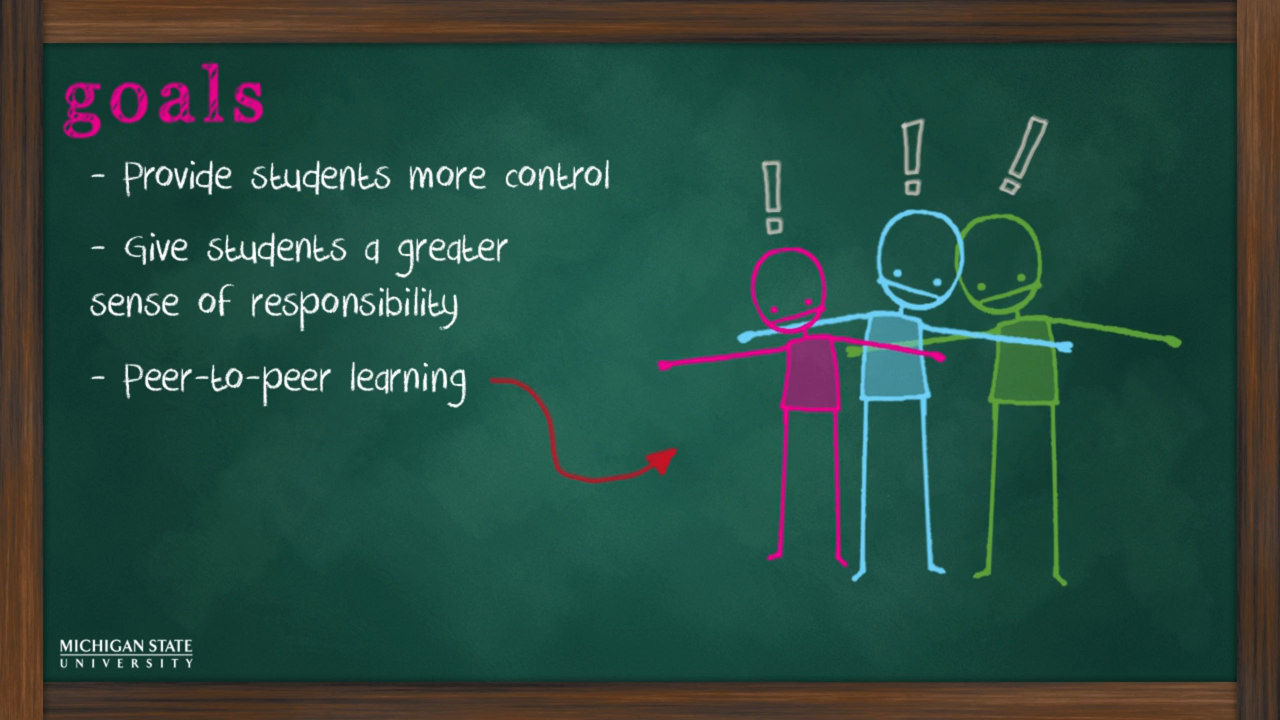 goals
- Provide students more control
- Give students a greater
sense of responsibility
- Peer-to-peer learning
! ! !
MICHIGAN STATE
UNIVERSITY